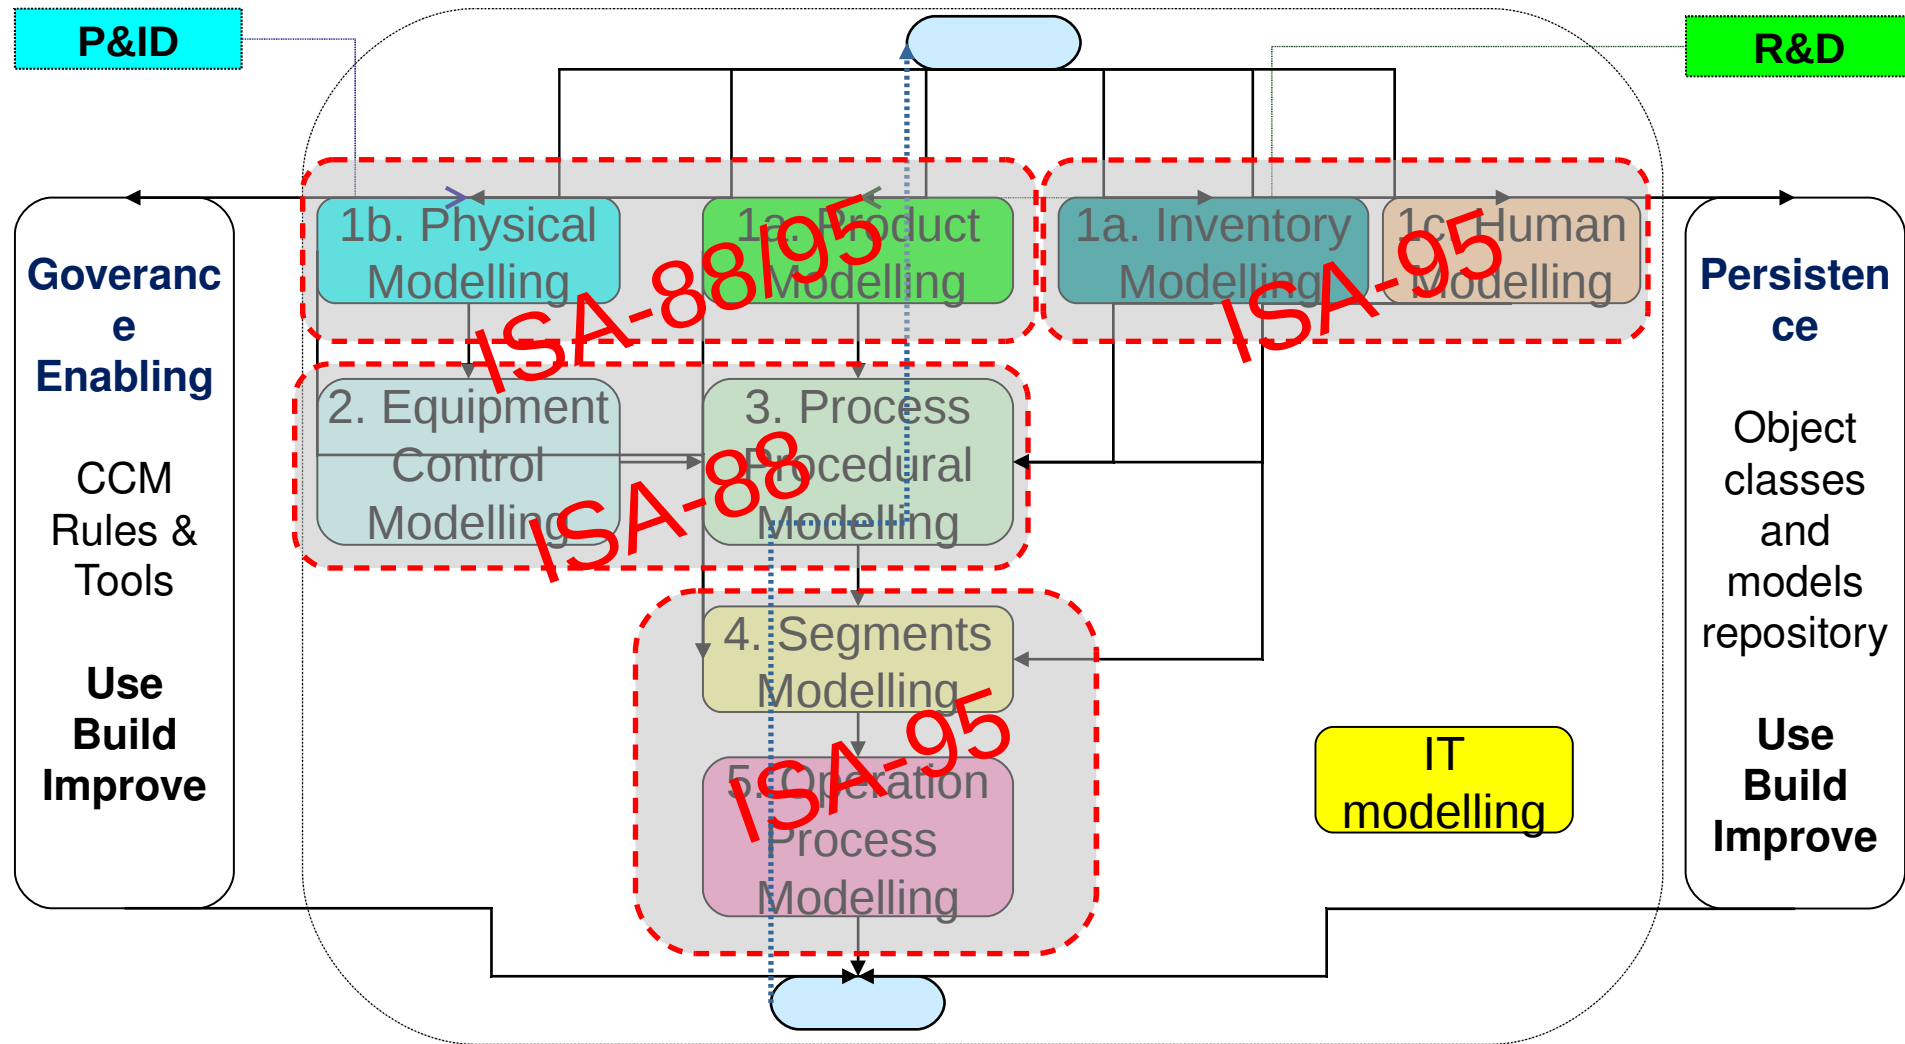 P&ID
R&D
1b. Physical
Modelling
1a. Product
Modelling
ISA-88/95
1a. Inventory
Modelling
1c. Human
Modelling
ISA-95
Goveranc
e
Enabling
CCM
Rules &
Tools
Use
Build
Improve
2. Equipment
Control
Modelling
3. Process
Procedural
Modelling
ISA-88
4. Segments
Modelling
5. Operation
Process
Modelling
ISA-95
IT
modelling
Persisten
ce
Object
classes
and
models
repository
Use
Build
Improve